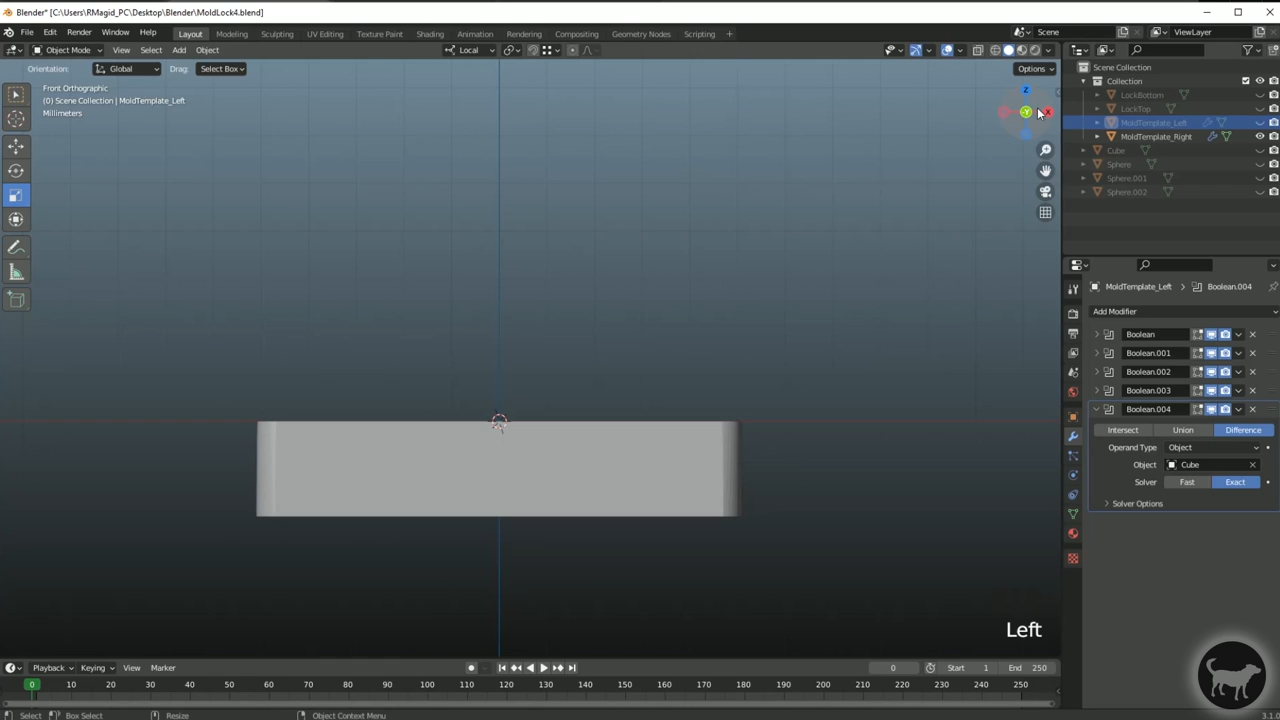 Blender* [C:\Users\RMagid_PC\Desktop\Blender\MoldLock4.blend]
File Edit Render Window Help Layout Modeling Sculpting UV Editing Texture Paint Shading Animation Rendering Compositing Geometry Nodes Scripting + Scene ViewLayer
Object Mode View Select Add Object Local
Orientation: Global Drag: Select Box Options
Front Orthographic
(0) Scene Collection | MoldTemplate_Left
Millimeters
Z
-Y
X
Scene Collection
Collection
LockBottom
LockTop
MoldTemplate_Left
MoldTemplate_Right
Cube
Sphere
Sphere.001
Sphere.002
MoldTemplate_Left > Boolean.004
Add Modifier
Boolean
Boolean.001
Boolean.002
Boolean.003
Boolean.004
Intersect Union Difference
Operand Type Object
Object Cube
Solver Fast Exact
Solver Options
Left
Playback Keying View Marker 0 Start 1 End 250
0 10 20 30 40 50 60 70 80 90 100 110 120 130 140 150 160 170 180 190 200 210 220 230 240 250
Select Box Select Resize Object Context Menu 3.1.0